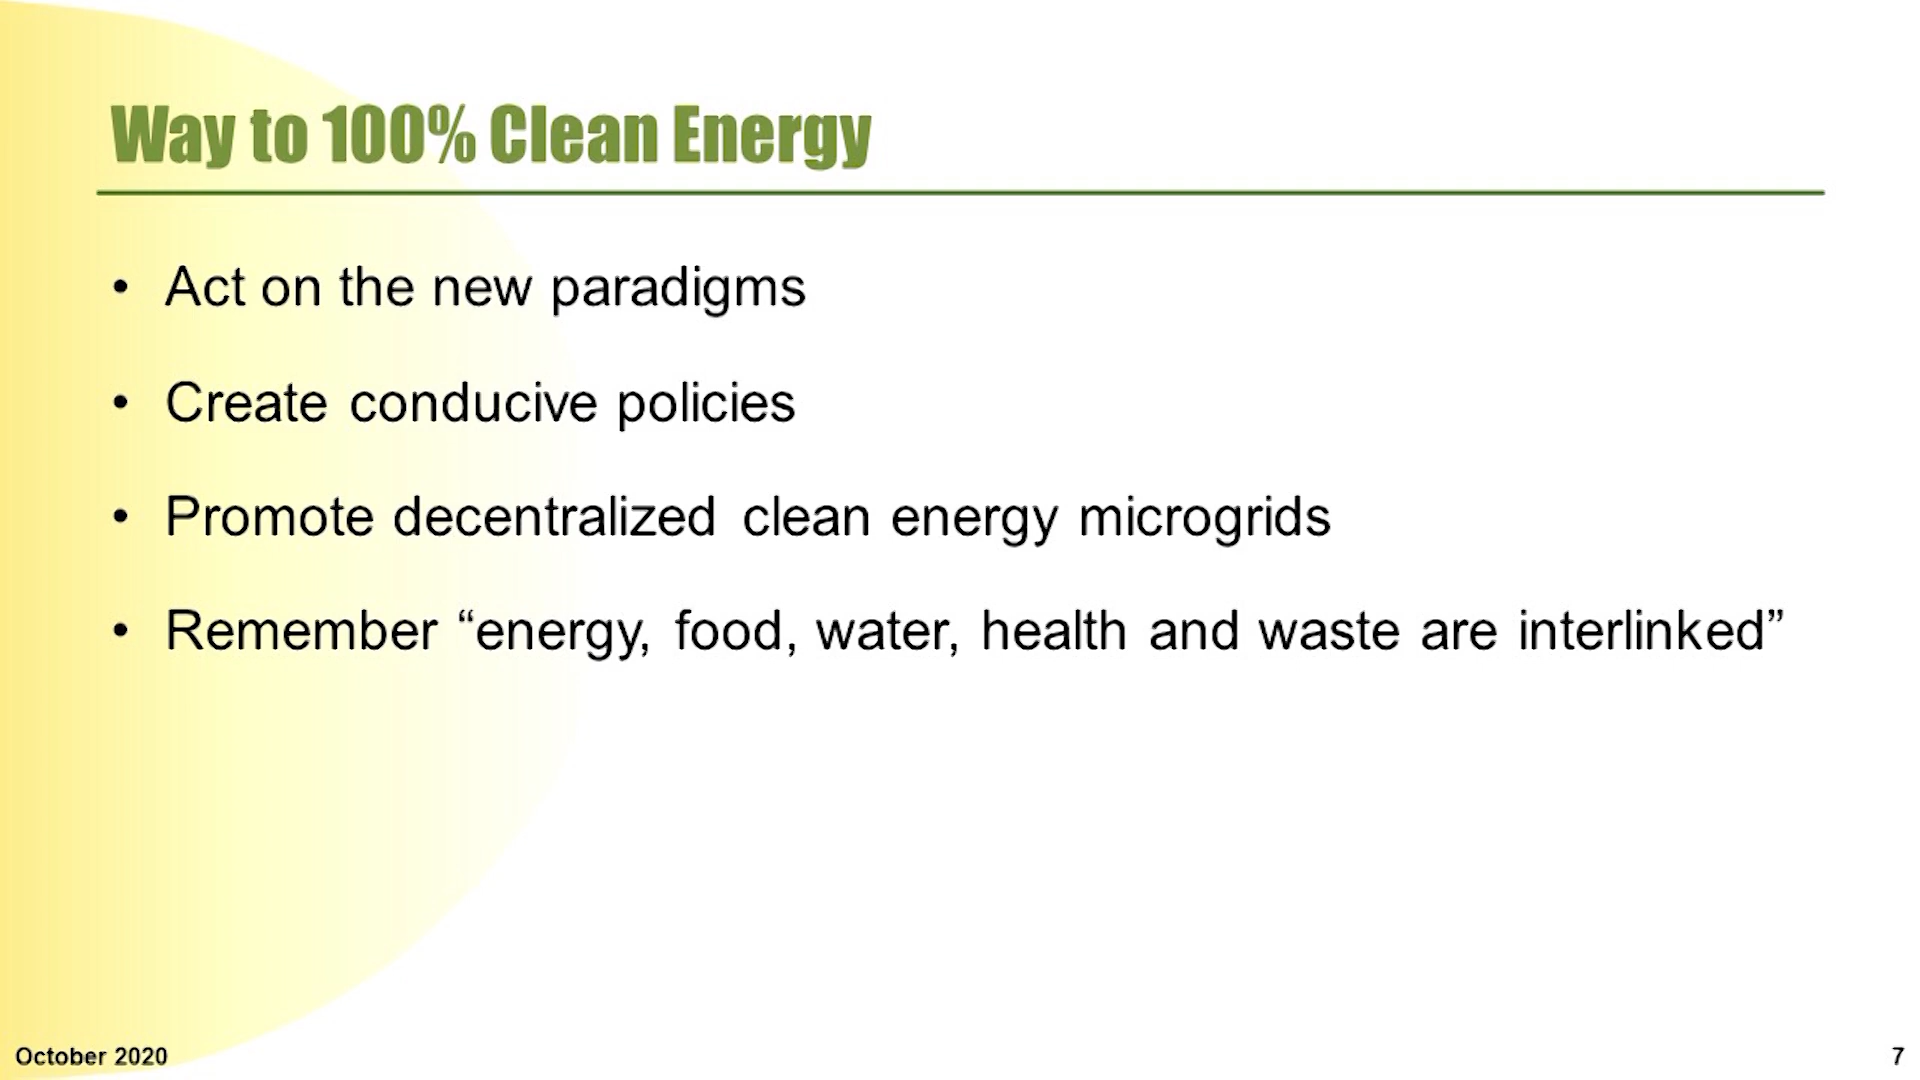 Way to 100% Clean Energy
• Act on the new paradigms
• Create conducive policies
• Promote decentralized clean energy microgrids
• Remember “energy, food, water, health and waste are interlinked”
October 2020
7